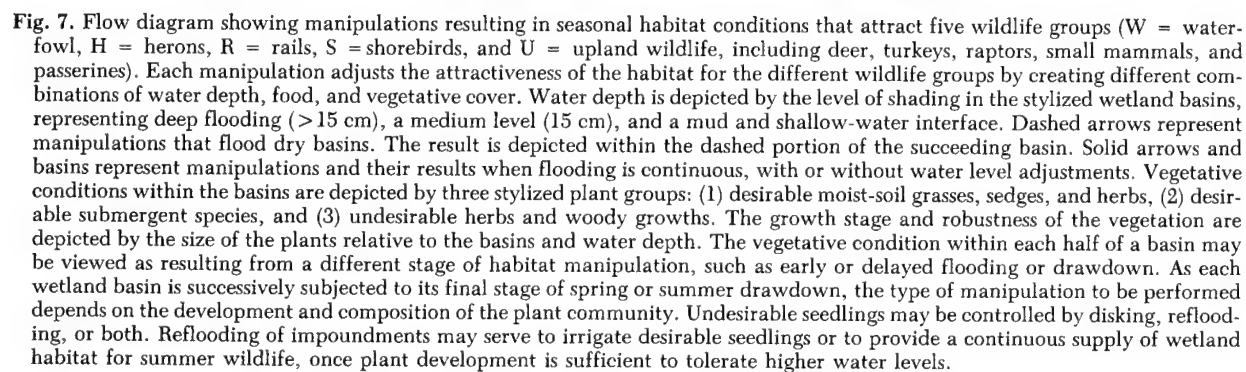 Fig. 7. Flow diagram showing manipulations resulting in seasonal habitat conditions that attract five wildlife groups (W = water-
fowl, H = herons, R = rails, S = shorebirds, and U = upland wildlife, including deer, turkeys, raptors, small mammals, and
passerines). Each manipulation adjusts the attractiveness of the habitat for the different wildlife groups by creating different com-
binations of water depth, food, and vegetative cover. Water depth is depicted by the level of shading in the stylized wetland basins,
representing deep flooding (>15 cm), a medium level (15 cm), and a mud and shallow-water interface. Dashed arrows represent
manipulations that flood dry basins. The result is depicted within the dashed portion of the succeeding basin. Solid arrows and
basins represent manipulations and their results when flooding is continuous, with or without water level adjustments. Vegetative
conditions within the basins are depicted by three stylized plant groups: (1) desirable moist-soil grasses, sedges, and herbs, (2) desir-
able submergent species, and (3) undesirable herbs and woody growths. The growth stage and robustness of the vegetation are
depicted by the size of the plants relative to the basins and water depth. The vegetative condition within each half of a basin may
be viewed as resulting from a different stage of habitat manipulation, such as early or delayed flooding or drawdown. As each
wetland basin is successively subjected to its final stage of spring or summer drawdown, the type of manipulation to be performed
depends on the development and composition of the plant community. Undesirable seedlings may be controlled by disking, reflood-
ing, or both. Reflooding of impoundments may serve to irrigate desirable seedlings or to provide a continuous supply of wetland
habitat for summer wildlife, once plant development is sufficient to tolerate higher water levels.